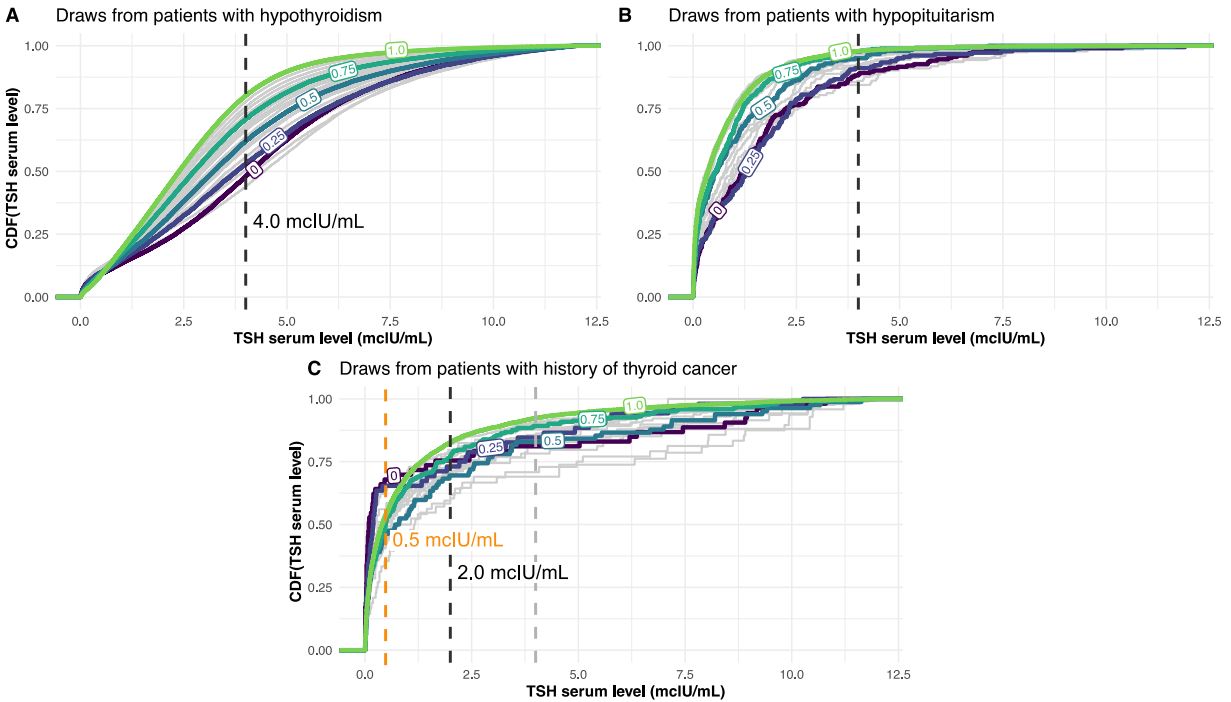 A Draws from patients with hypothyroidism
CDF(TSH serum level)
1.00
0.75
0.50
0.25
0.00
1.0
0.75
0.5
0.25
0
4.0 mcIU/mL
0.0 2.5 5.0 7.5 10.0 12.5
TSH serum level (mcIU/mL)
B Draws from patients with hypopituitarism
CDF(TSH serum level)
1.00
0.75
0.50
0.25
0.00
1.0
0.75
0.5
0.25
0
0.0 2.5 5.0 7.5 10.0 12.5
TSH serum level (mcIU/mL)
C Draws from patients with history of thyroid cancer
CDF(TSH serum level)
1.00
0.75
0.50
0.25
0.00
1.0
0.75
0.5
0.25
0
0.5 mcIU/mL
2.0 mcIU/mL
0.0 2.5 5.0 7.5 10.0 12.5
TSH serum level (mcIU/mL)